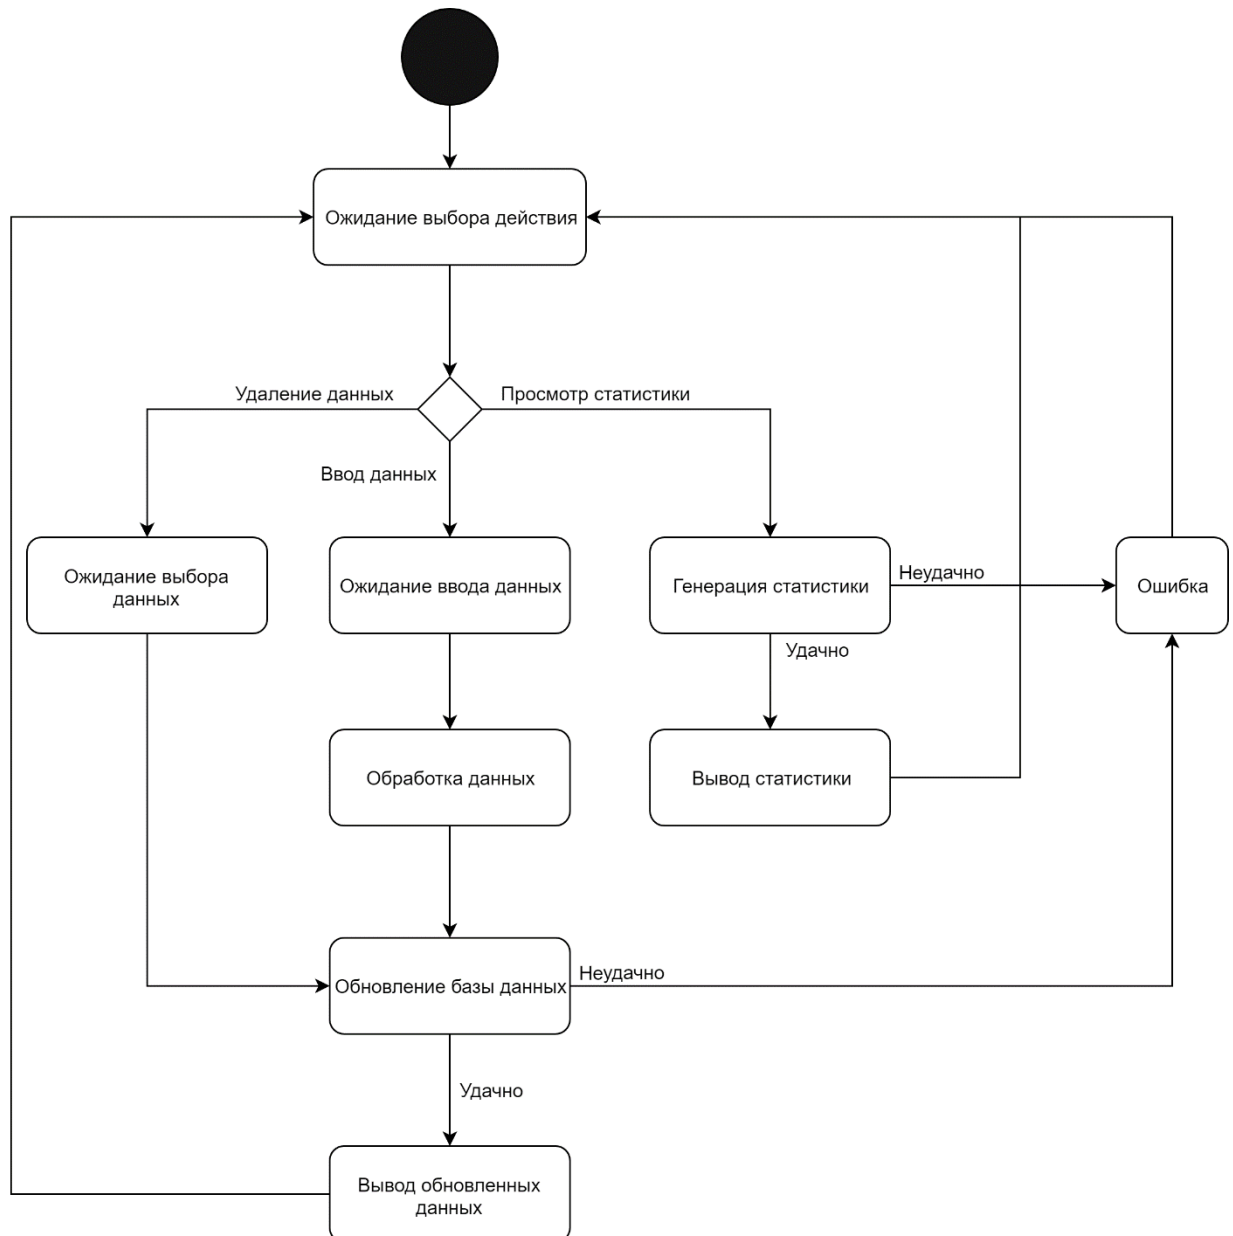 Ожидание выбора действия
Удаление данных
Просмотр статистики
Ввод данных
Ожидание выбора
данных
Ожидание ввода данных
Генерация статистики
Неудачно
Ошибка
Удачно
Обработка данных
Вывод статистики
Обновление базы данных
Неудачно
Удачно
Вывод обновленных
данных